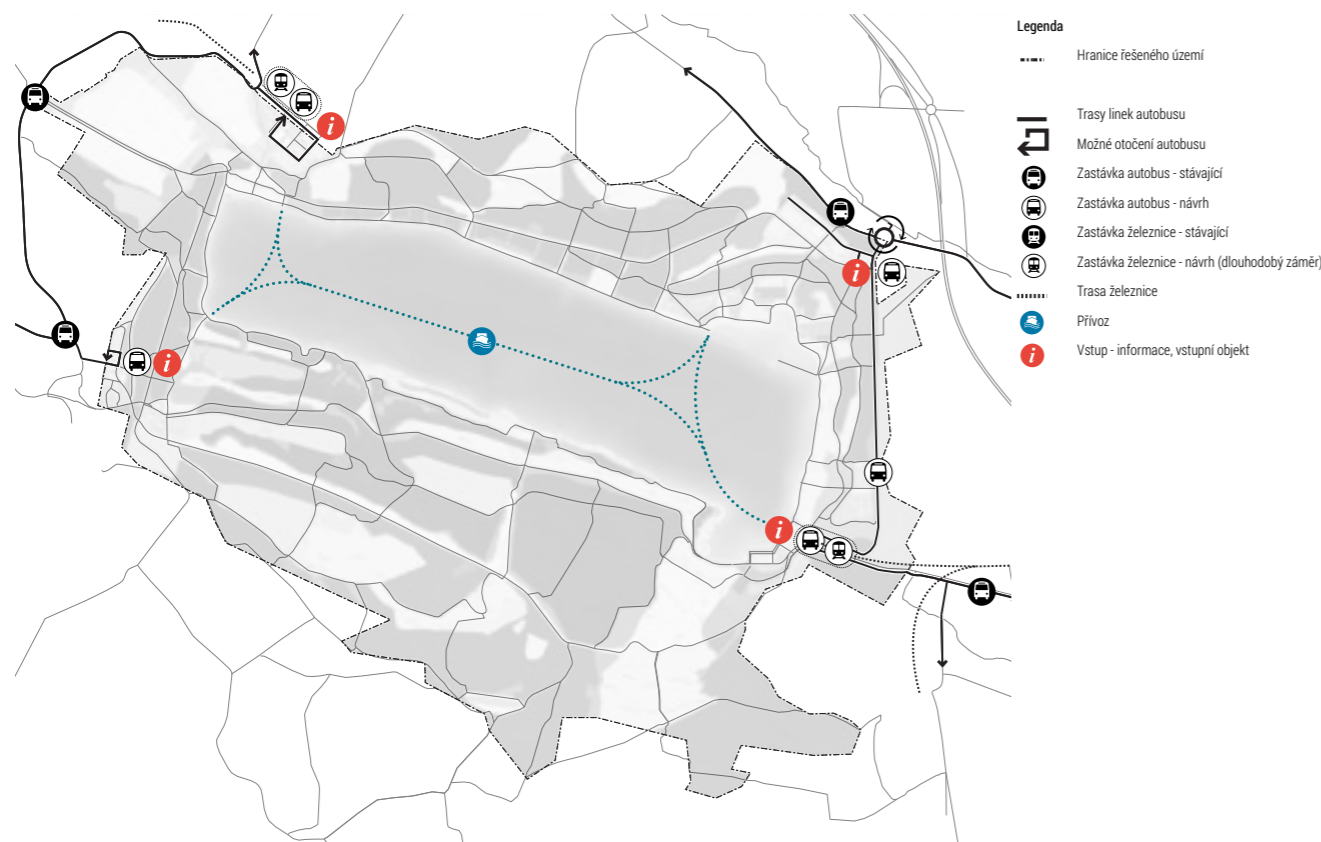 Legenda
Hranice řešeného území
Trasy linek autobusu
Možné otočení autobusu
Zastávka autobus - stávající
Zastávka autobus - návrh
Zastávka železnice - stávající
Zastávka železnice - návrh (dlouhodobý záměr)
Trasa železnice
Přívoz
i Vstup - informace, vstupní objekt
i
i
i
i